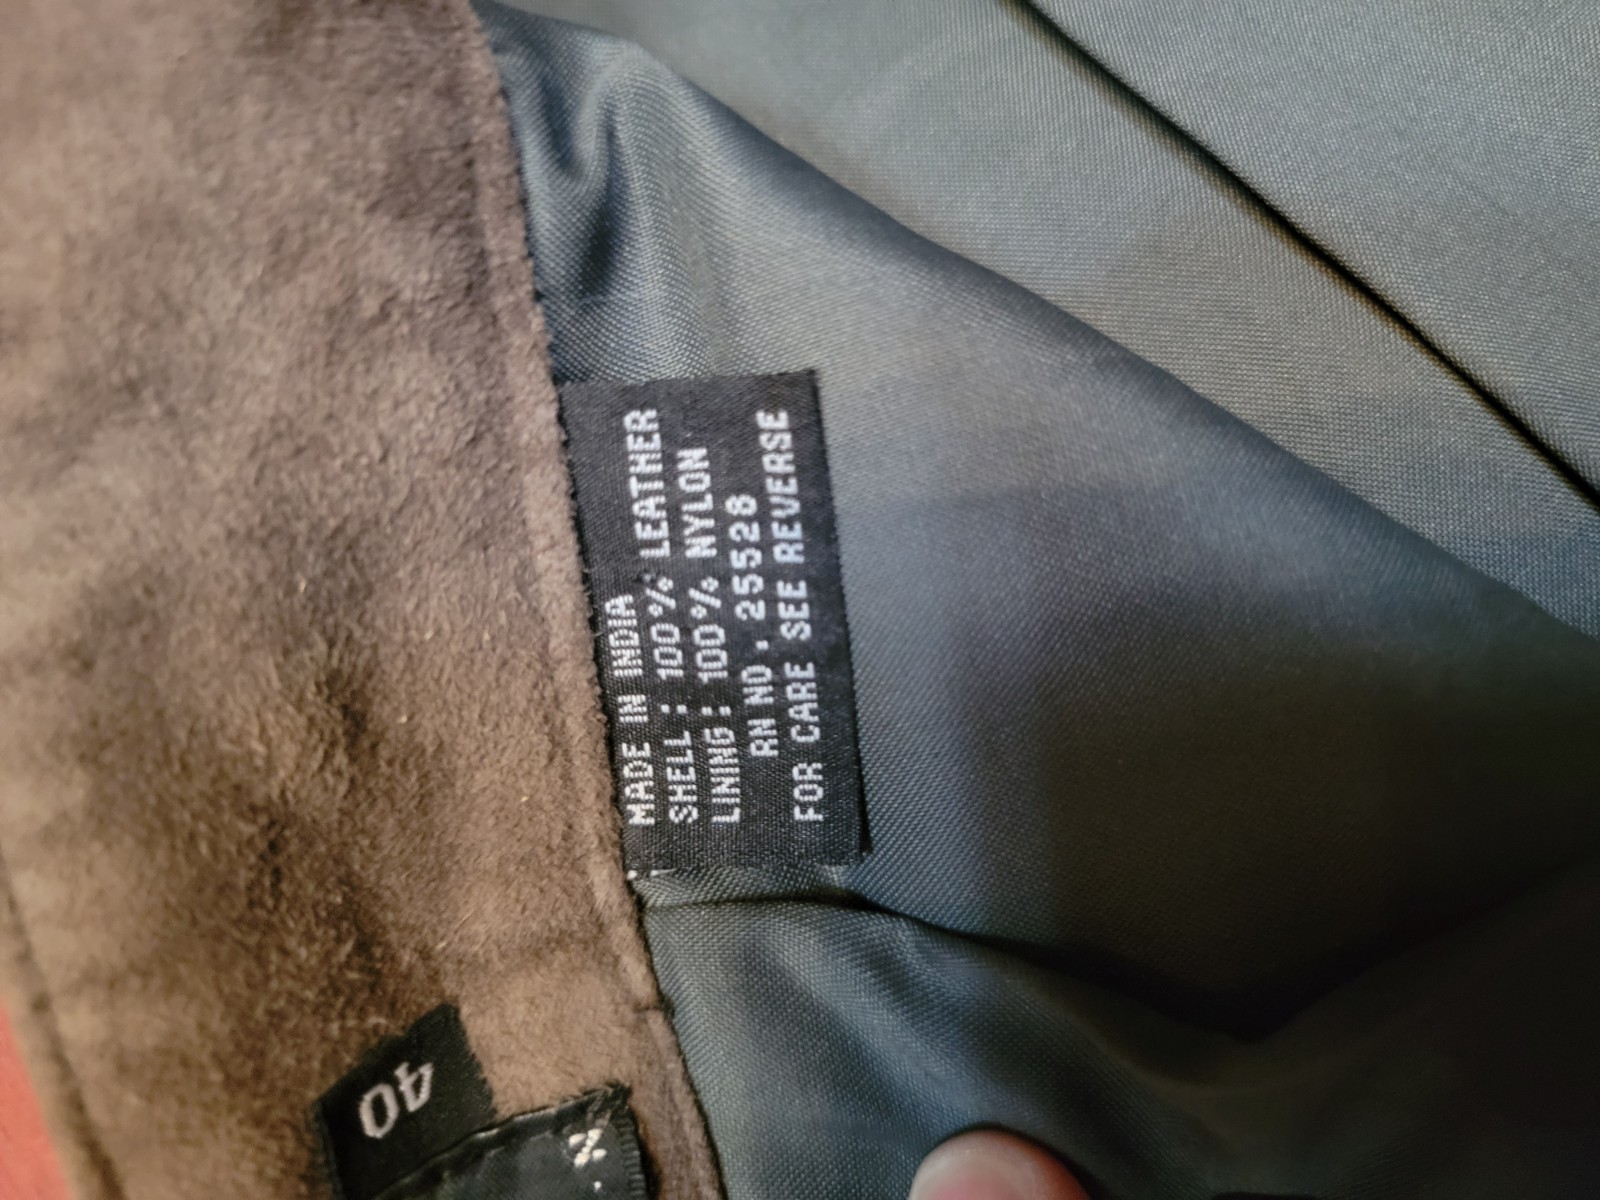 MADE IN INDIA
SHELL: 100% LEATHER
LINING: 100% NYLON
RN NO. 25528
FOR CARE SEE REVERSE
40